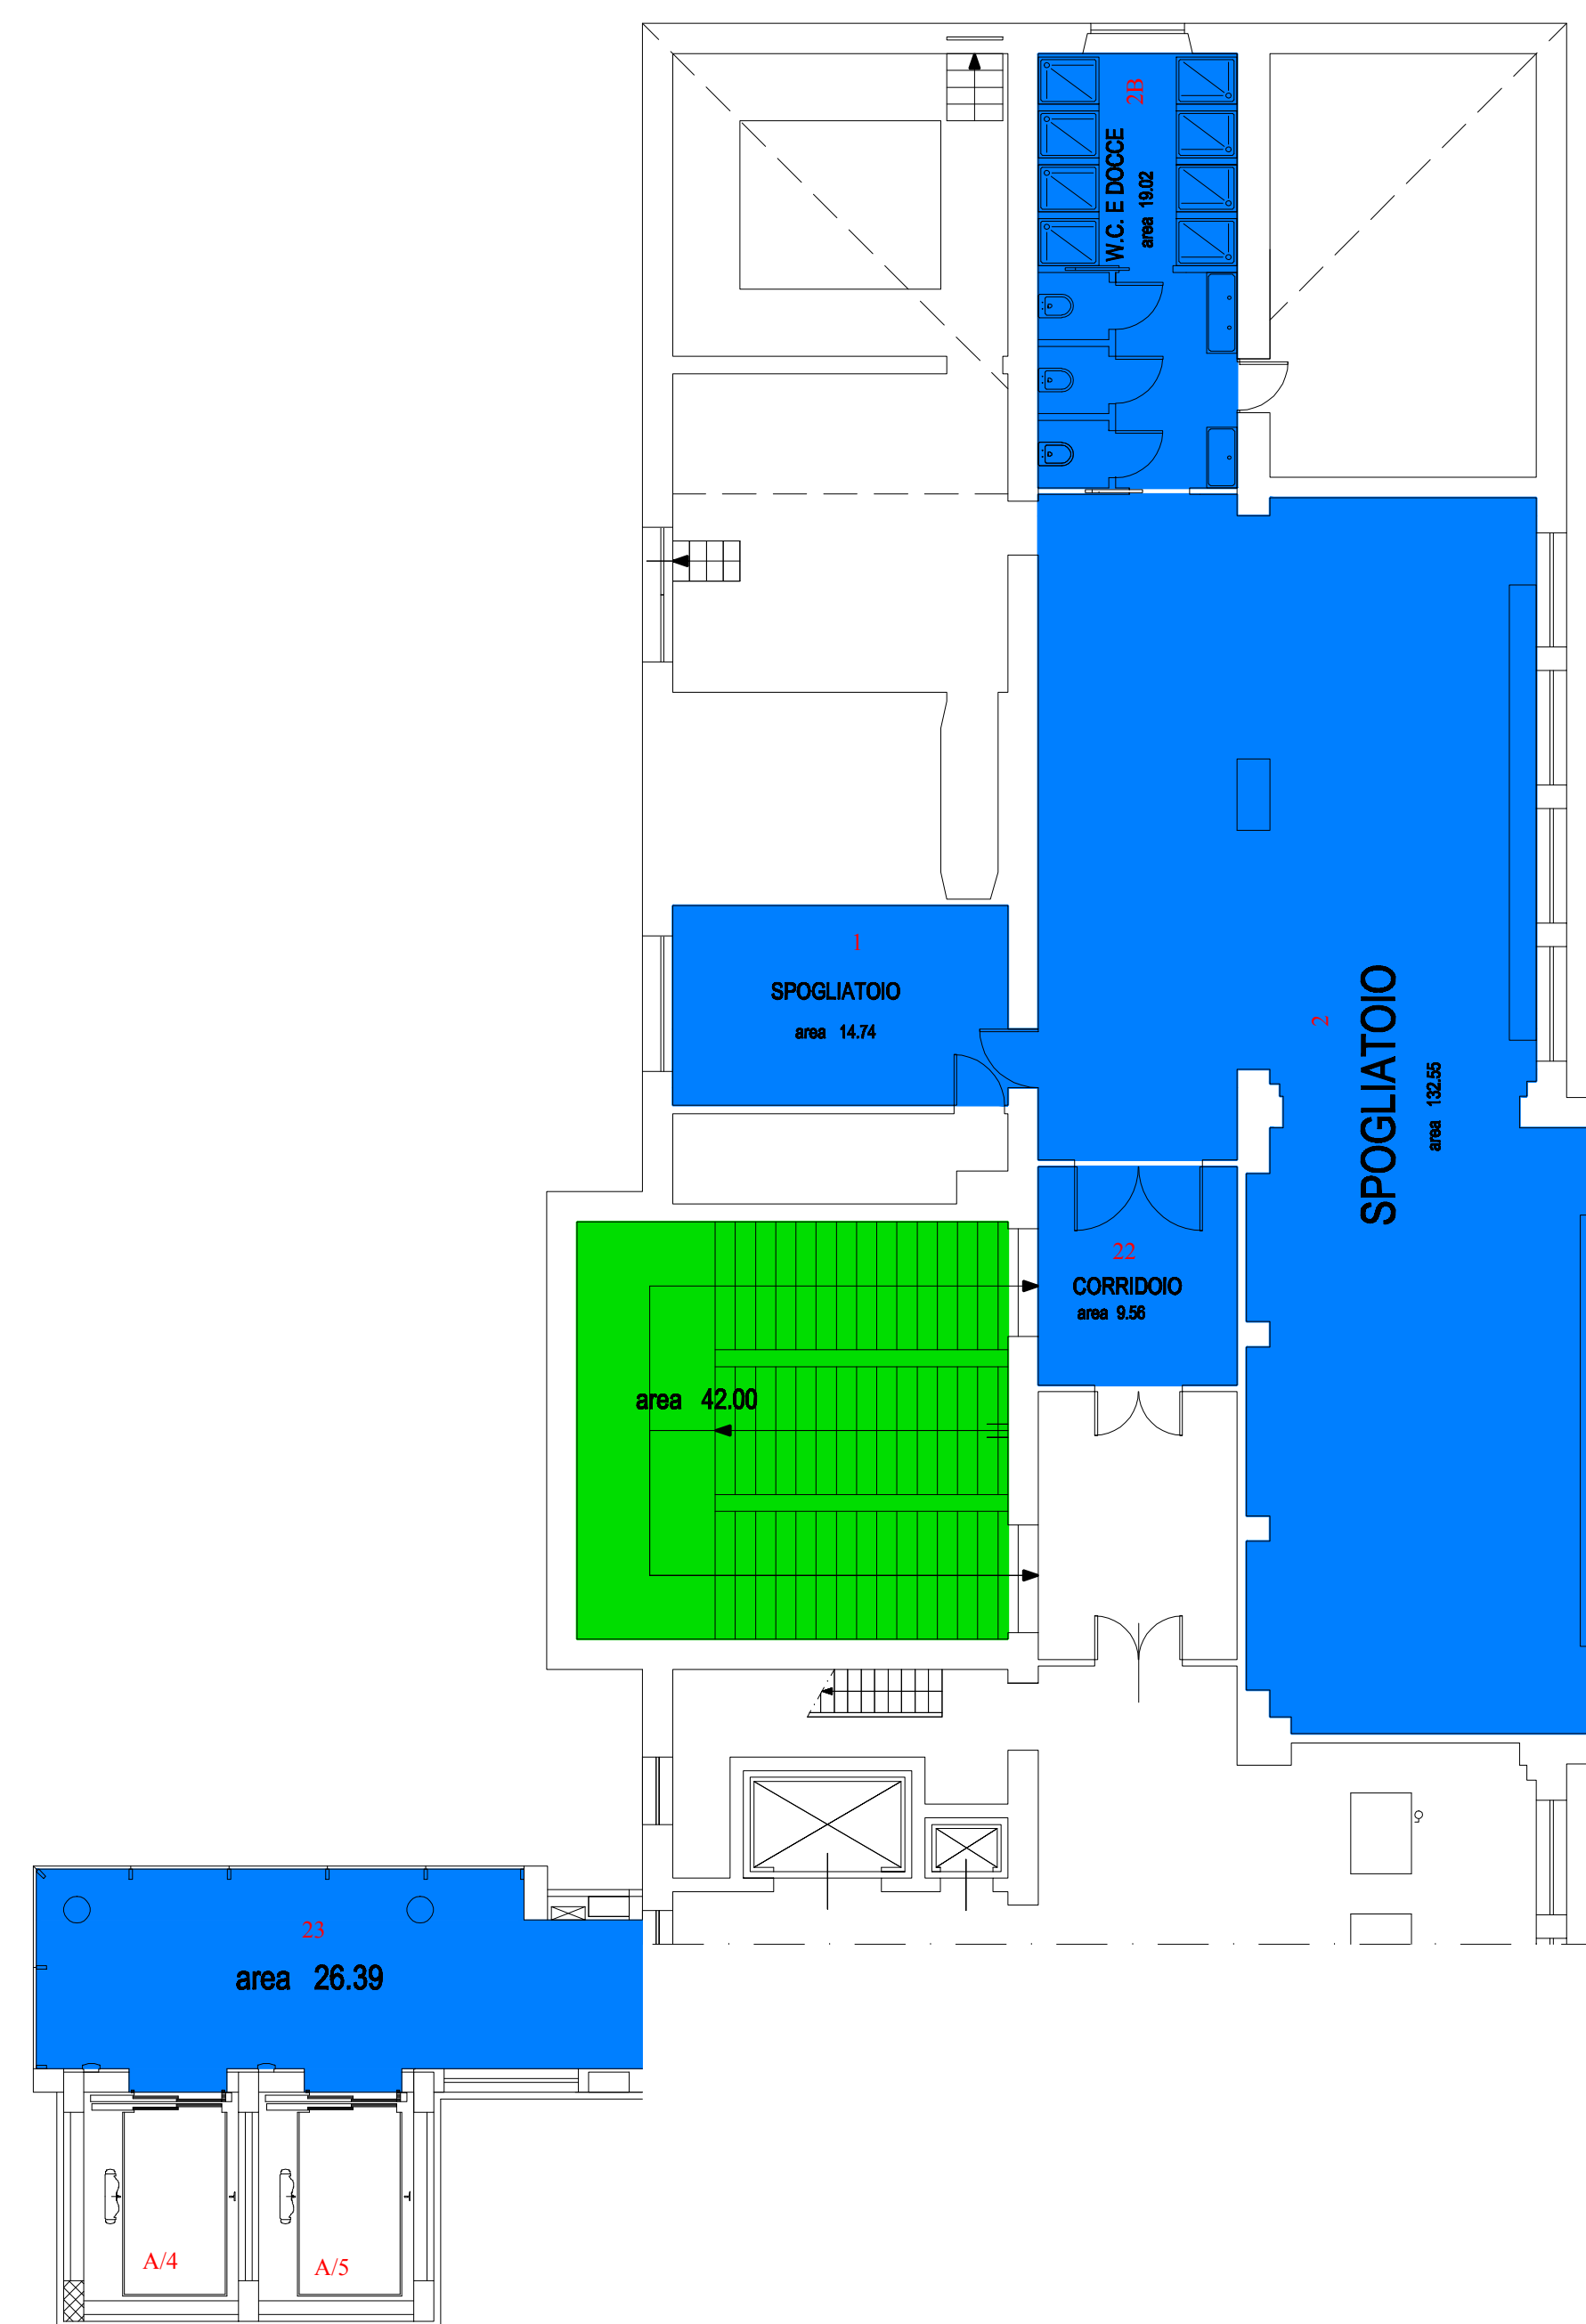 2B
W.C. E DOCCE
area 19.02
1
SPOGLIATOIO
area 14.74
2
SPOGLIATOIO
area 132.55
22
CORRIDOIO
area 9.56
area 42.00
23
area 26.39
A/4
A/5